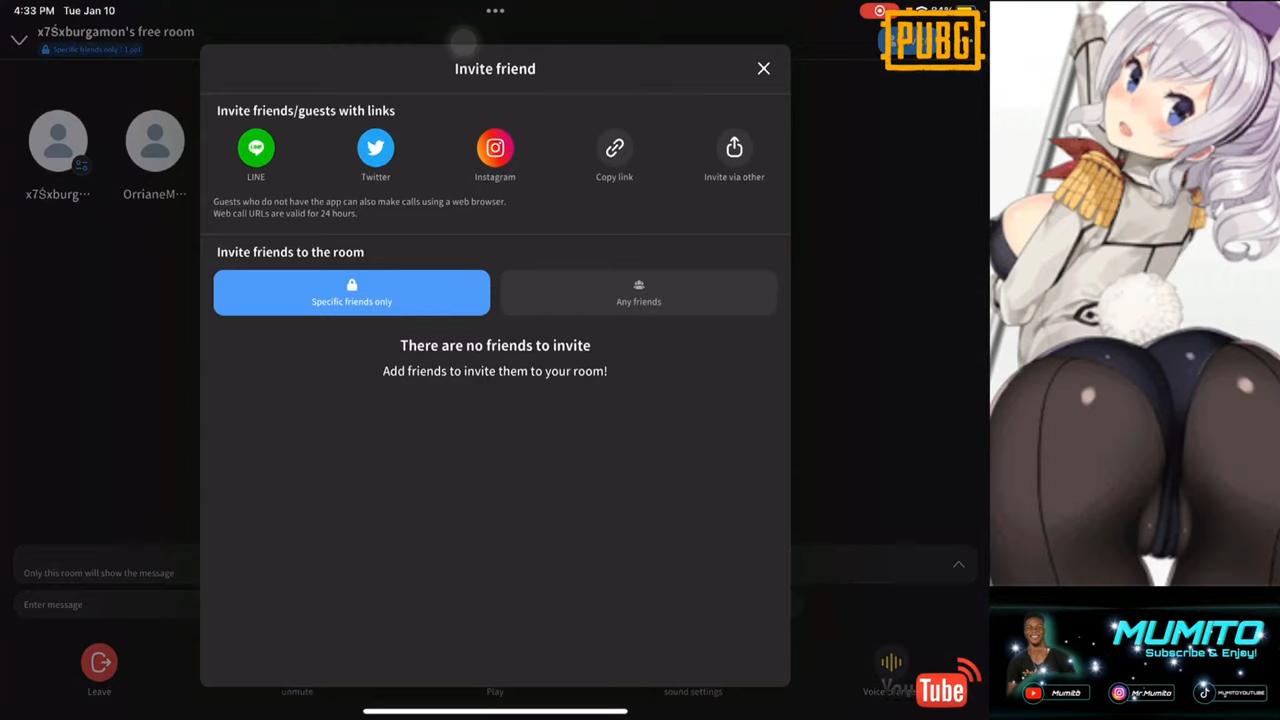 4:33 PM Tue Jan 10
84%
x7Śxburgamon's free room
Specific friends only
Invite friend
PUBG
Invite friends/guests with links
LINE
Twitter
Instagram
Copy link
Invite via other
x7Śxburg…
OrrianeM…
Guests who do not have the app can also make calls using a web browser.
Web call URLs are valid for 24 hours.
Invite friends to the room
Specific friends only
Any friends
There are no friends to invite
Add friends to invite them to your room!
Only this room will show the message
Enter message
Leave
unmute
Play
sound settings
You Tube
MUMITO
Subscribe & Enjoy!
Mumito
Mr.Mumito
MUMITOYOUTUBE